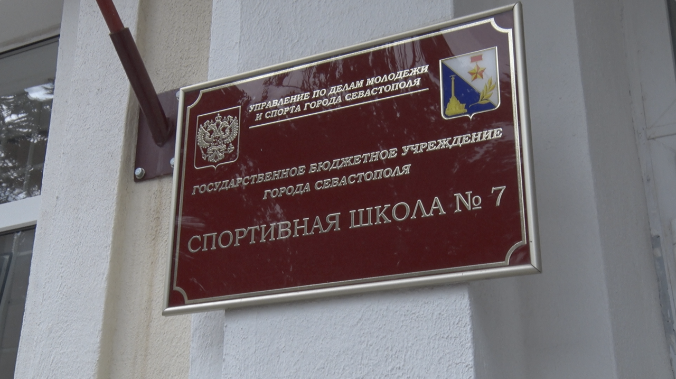 УПРАВЛЕНИЕ ПО ДЕЛАМ МОЛОДЕЖИ
И СПОРТА ГОРОДА СЕВАСТОПОЛЯ
ГОСУДАРСТВЕННОЕ БЮДЖЕТНОЕ УЧРЕЖДЕНИЕ
ГОРОДА СЕВАСТОПОЛЯ
СПОРТИВНАЯ ШКОЛА № 7